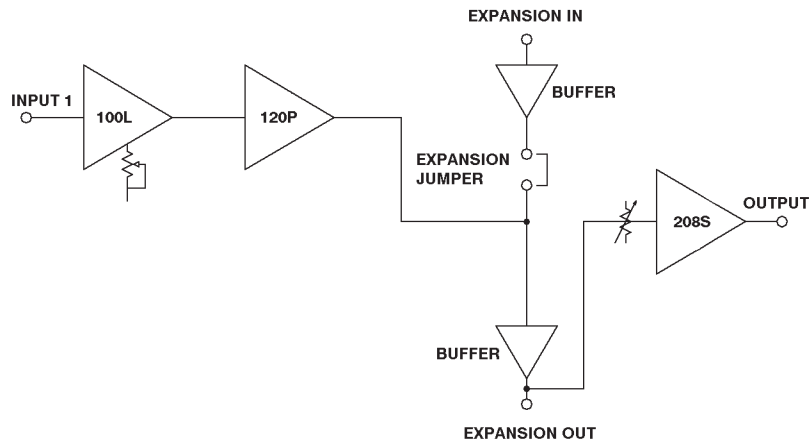 EXPANSION IN
BUFFER
INPUT 1
100L
120P
EXPANSION
JUMPER
OUTPUT
208S
BUFFER
EXPANSION OUT